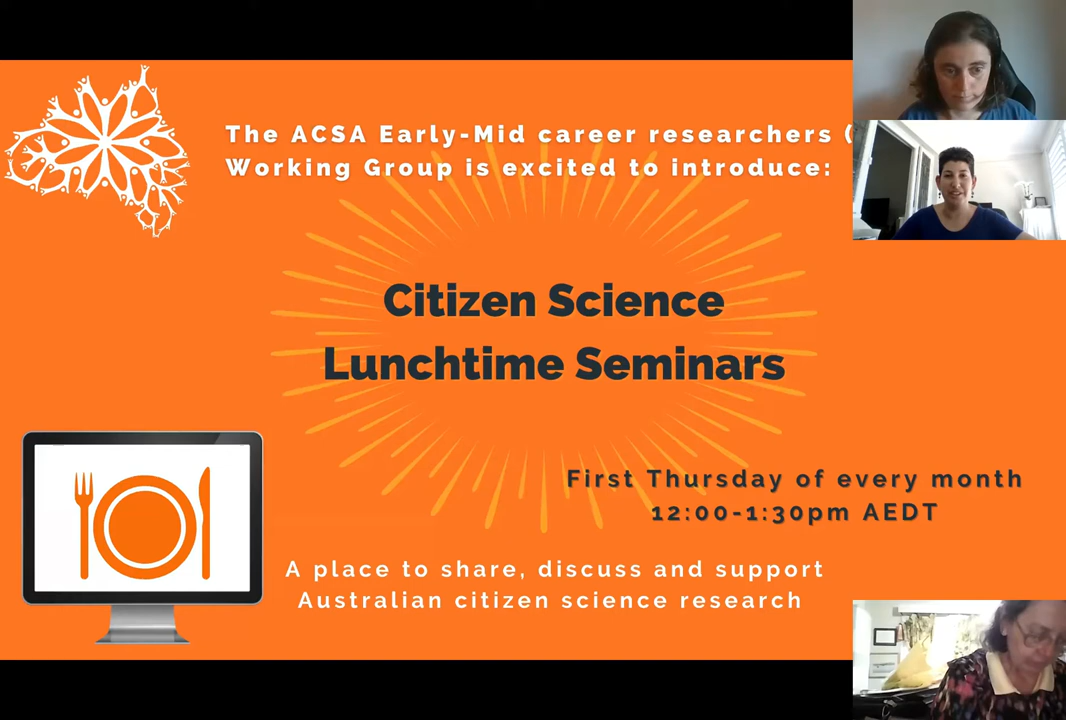 The ACSA Early-Mid career researchers (
Working Group is excited to introduce:
Citizen Science
Lunchtime Seminars
First Thursday of every month
12:00-1:30pm AEDT
A place to share, discuss and support
Australian citizen science research